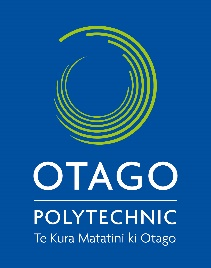 OTAGO
POLYTECHNIC
Te Kura Matatini ki Otago